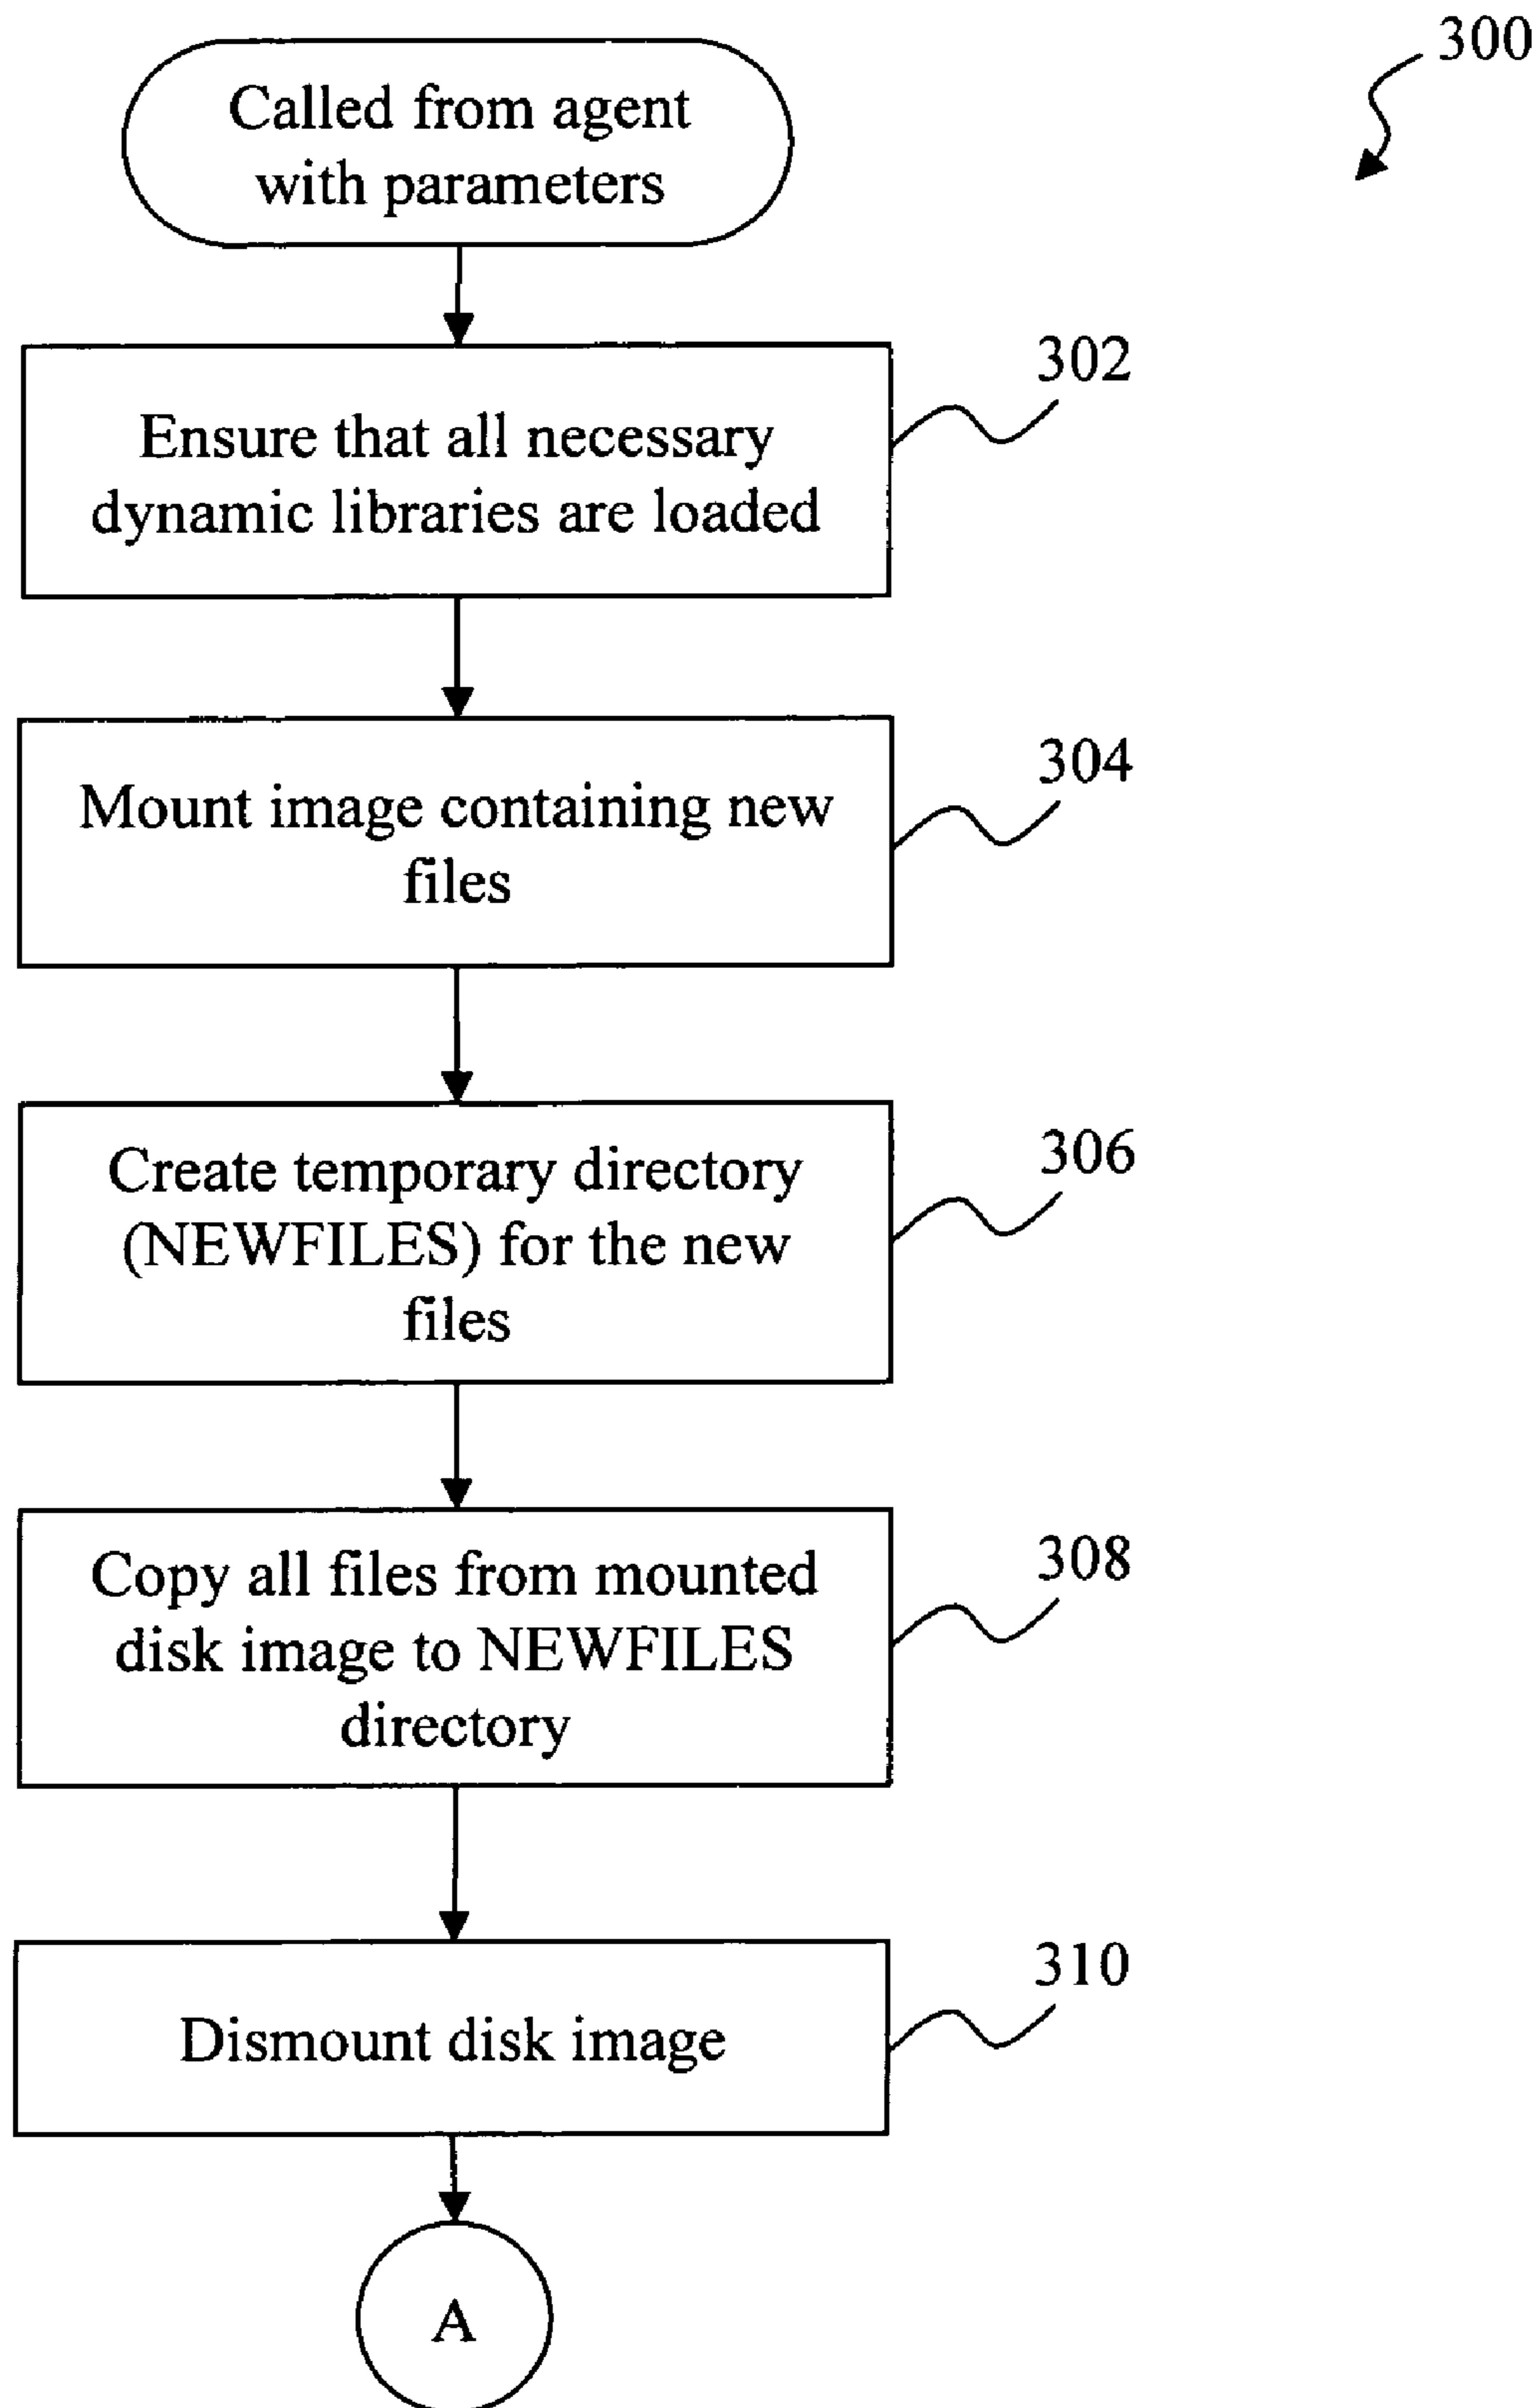 300
Called from agent
with parameters
302
Ensure that all necessary
dynamic libraries are loaded
304
Mount image containing new
files
306
Create temporary directory
(NEWFILES) for the new
files
308
Copy all files from mounted
disk image to NEWFILES
directory
310
Dismount disk image
A